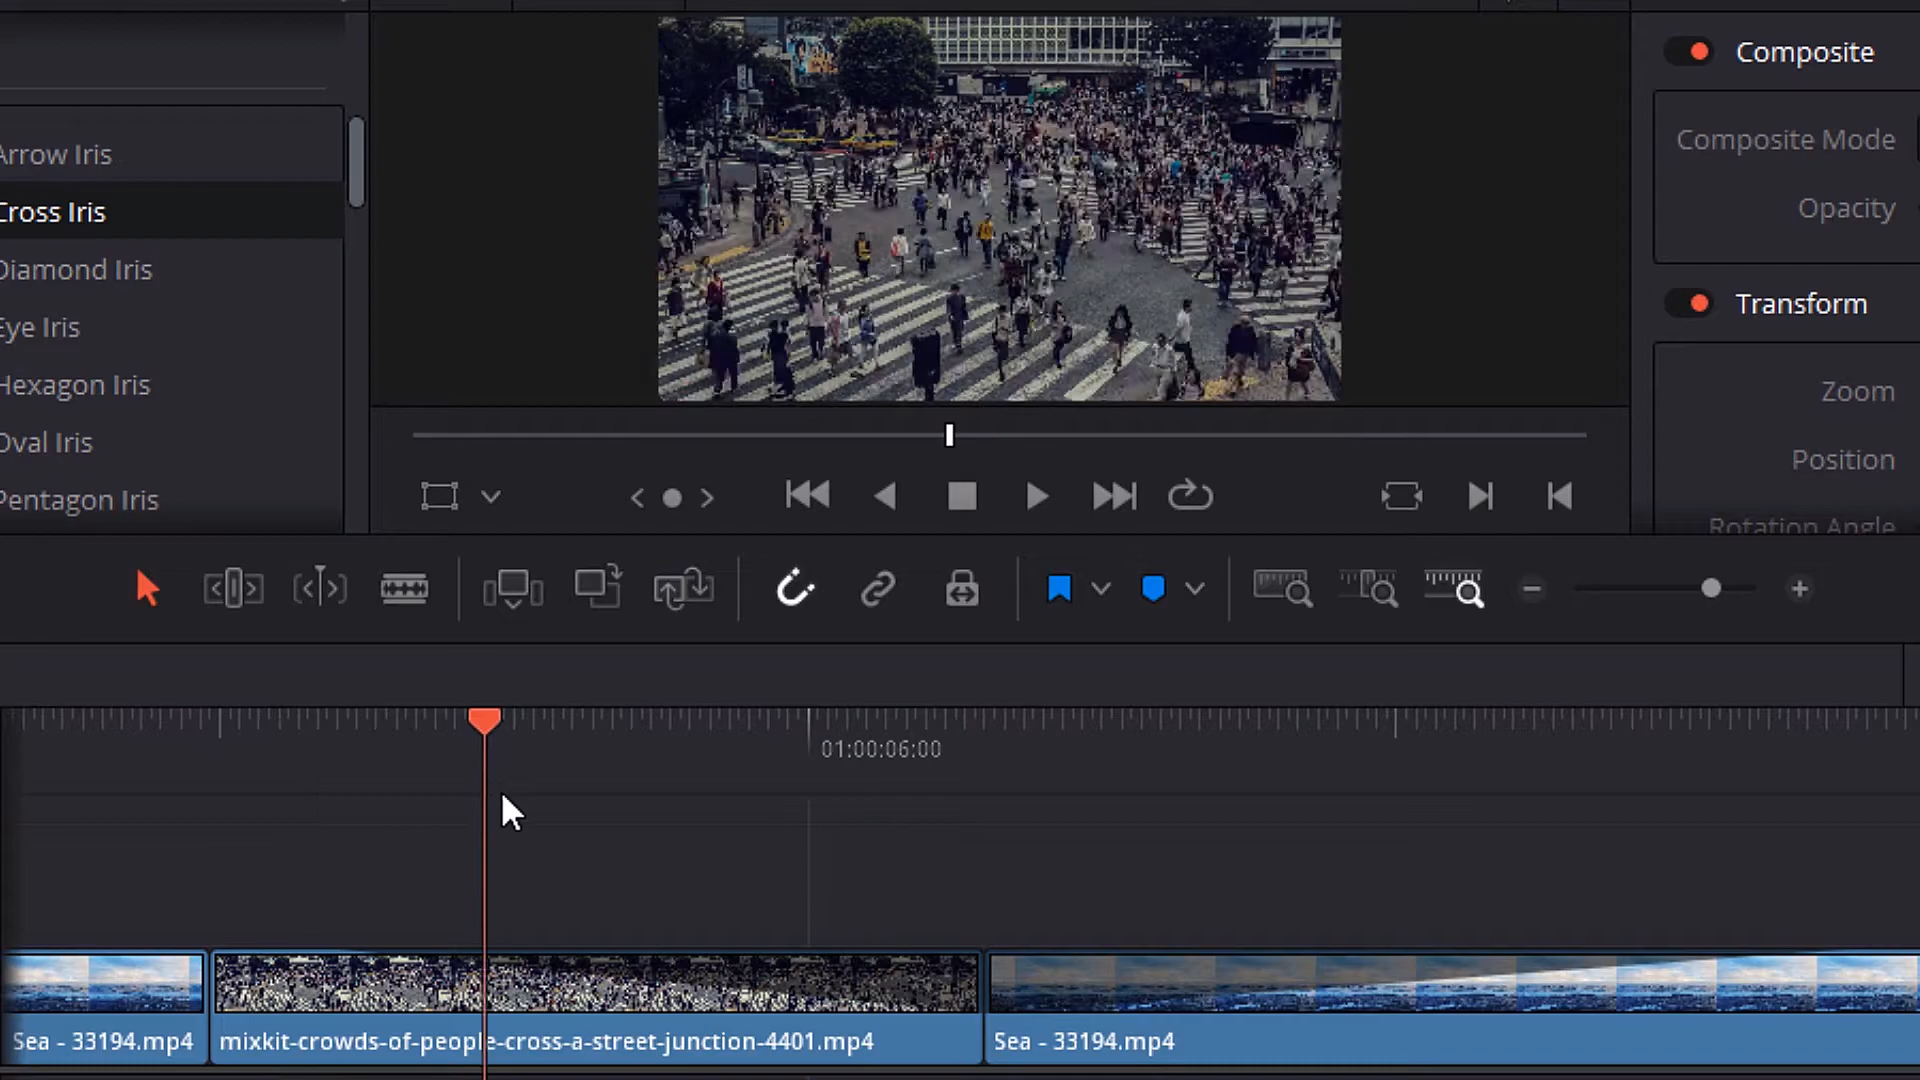 Arrow Iris
Cross Iris
Diamond Iris
Eye Iris
Hexagon Iris
Oval Iris
Pentagon Iris
Composite
Composite Mode
Opacity
Transform
Zoom
Position
Rotation Angle
01:00:06:00
Sea - 33194.mp4
mixkit-crowds-of-people-cross-a-street-junction-4401.mp4
Sea - 33194.mp4